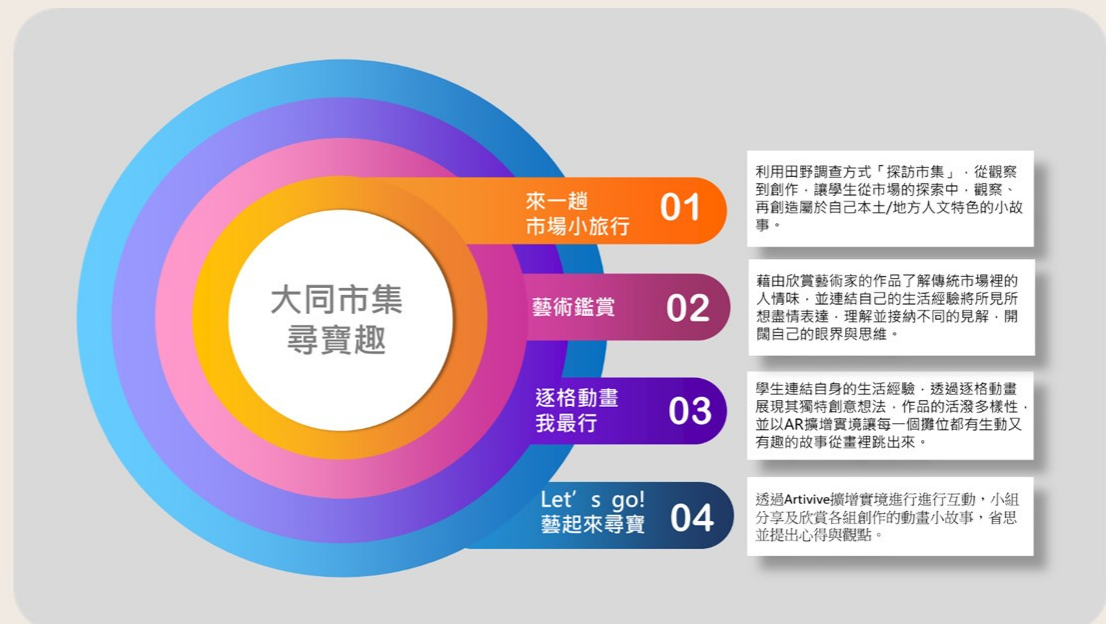 大同市集
尋寶趣
來一趟
市場小旅行
01
利用田野調查方式「探訪市集」，從觀察
到創作，讓學生從市場的探索中，觀察、
再創造屬於自己本土/地方人文特色的小故
事。
藝術鑑賞
02
藉由欣賞藝術家的作品了解傳統市場裡的
人情味，並連結自己的生活經驗將所見所
想盡情表達，理解並接納不同的見解，開
闊自己的眼界與思維。
逐格動畫
我最行
03
學生連結自身的生活經驗，透過逐格動畫
展現其獨特創意想法，作品的活潑多樣性，
並以AR擴增實境讓每一個攤位都有生動又
有趣的故事從畫裡跳出來。
Let’s go!
藝起來尋寶
04
透過Artivive擴增實境進行進行互動，小組
分享及欣賞各組創作的動畫小故事，省思
並提出心得與觀點。